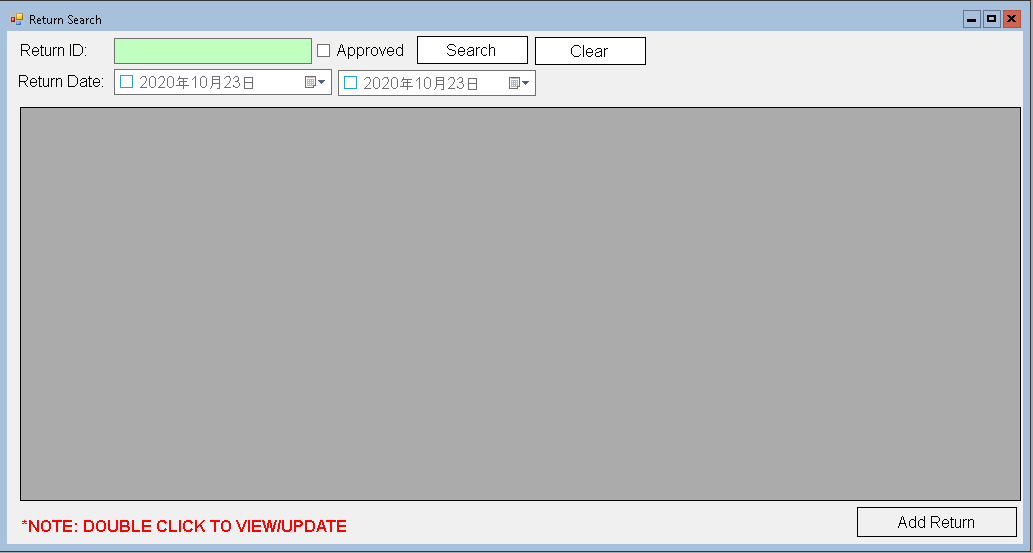 Return Search
Return ID: Approved Search Clear
Return Date: 2020年10月23日 2020年10月23日
*NOTE: DOUBLE CLICK TO VIEW/UPDATE
Add Return